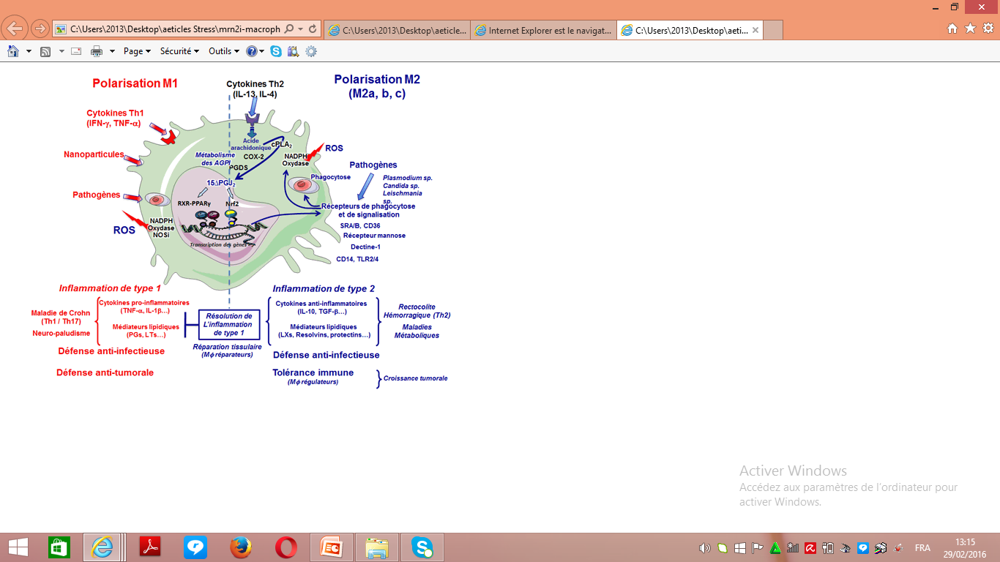 C:\Users\2013\Desktop\aeticles Stress\mrn2i-macroph
C:\Users\2013\Desktop\aeticle...
Internet Explorer est le navigat...
C:\Users\2013\Desktop\aeti...
Page
Sécurité
Outils
Polarisation M1
Cytokines Th2
(IL-13, IL-4)
Polarisation M2
(M2a, b, c)
Cytokines Th1
(IFN-γ, TNF-α)
Nanoparticules
Pathogènes
ROS
NADPH
Oxydase
NOSi
Acide
arachidonique
cPLA2
COX-2
Métabolisme
des AGPI
PGDS
15ΔPGJ2
RXR-PPARγ
Nrf2
Transcription des gènes
NADPH
Oxydase
ROS
Phagocytose
Pathogènes
Plasmodium sp.
Candida sp.
Leischmania
sp.
Récepteurs de phagocytose
et de signalisation
SRA/B, CD36
Récepteur mannose
Dectine-1
CD14, TLR2/4
Inflammation de type 1
Cytokines pro-inflammatoires
(TNF-α, IL-1β...)
Maladie de Crohn
(Th1 / Th17)
Neuro-paludisme
Médiateurs lipidiques
(PGs, LTs...)
Défense anti-infectieuse
Défense anti-tumorale
Résolution de
L'inflammation
de type 1
Réparation tissulaire
(Mϕ réparateurs)
Inflammation de type 2
Cytokines anti-inflammatoires
(IL-10, TGF-β...)
Médiateurs lipidiques
(LXs, Resolvins, protectins...)
Rectocolite
Hémorragique (Th2)
Maladies
Métaboliques
Défense anti-infectieuse
Tolérance immune
(Mϕ régulateurs)
Croissance tumorale
Activer Windows
Accédez aux paramètres de l'ordinateur pour
activer Windows.
FRA
13:15
29/02/2016